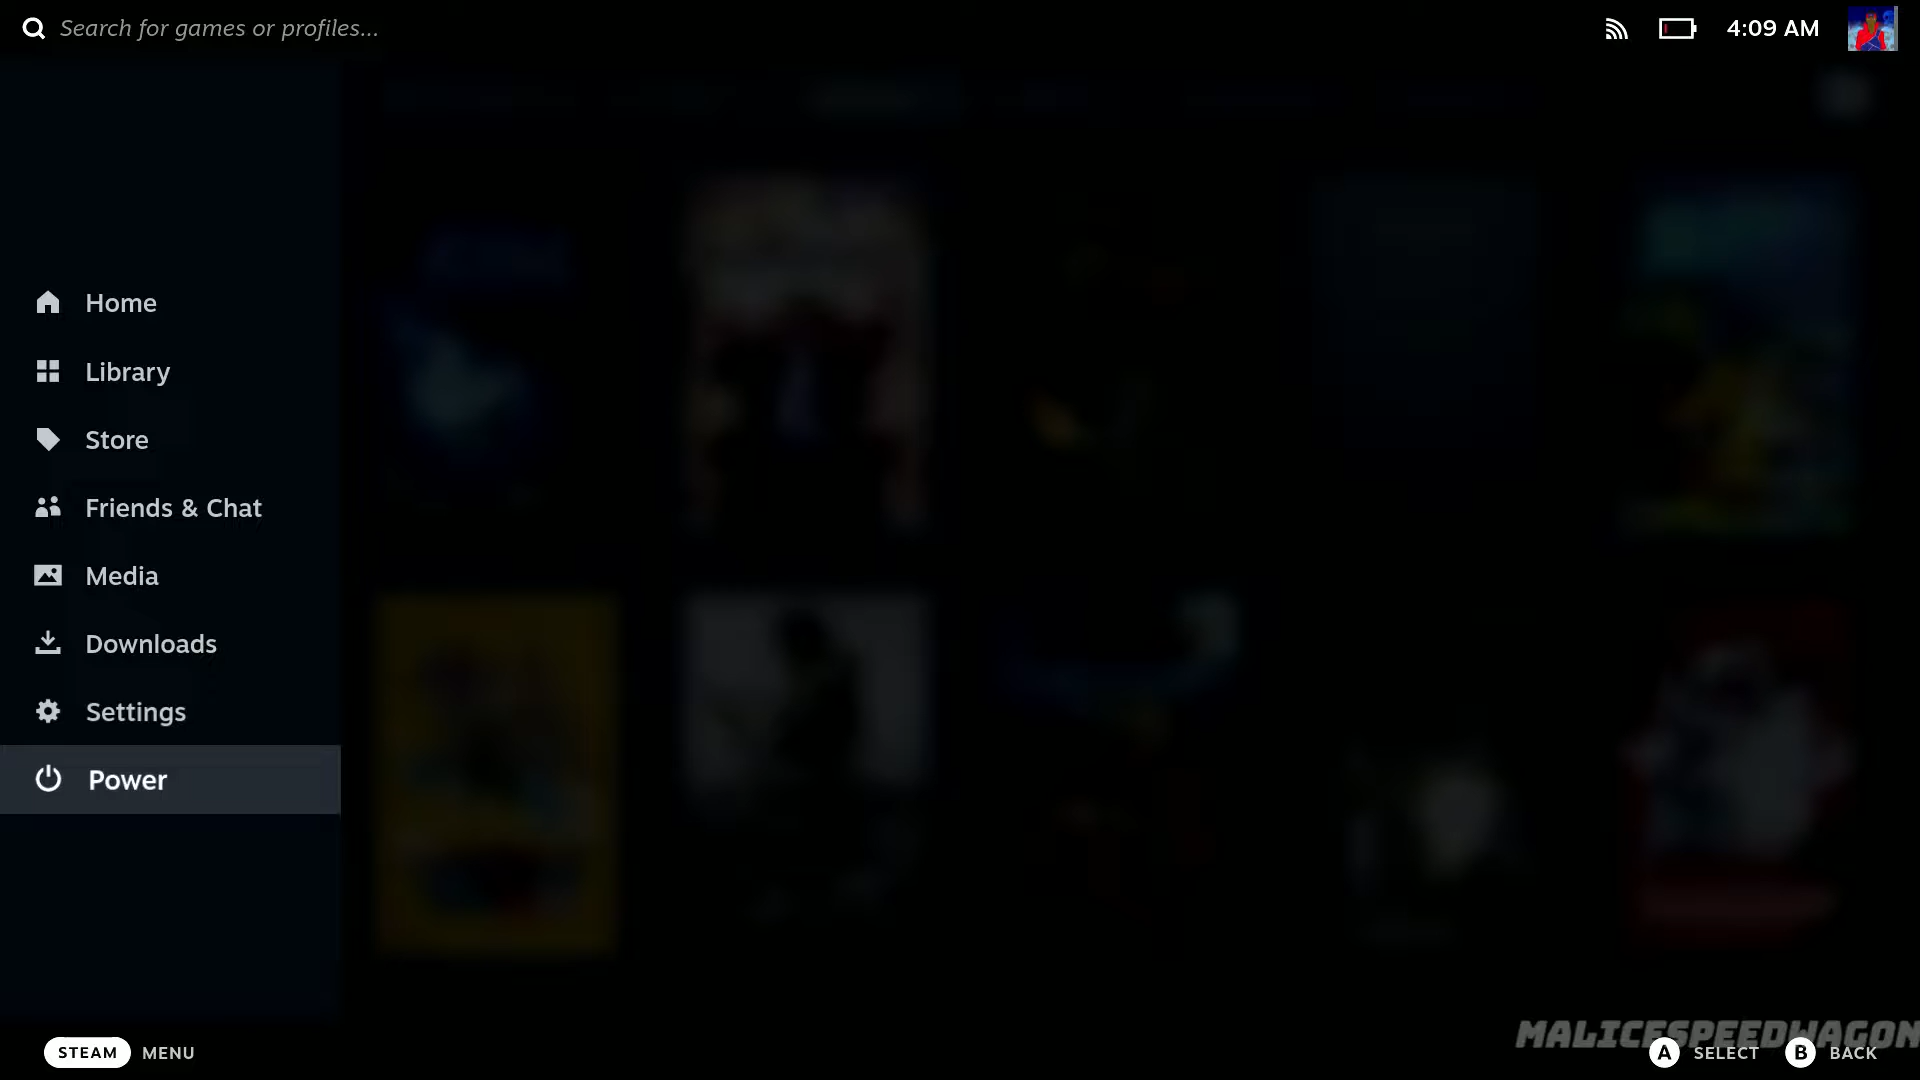 Search for games or profiles...
4:09 AM
Home
Library
Store
Friends & Chat
Media
Downloads
Settings
Power
MALICESPEEDWAGON
STEAM MENU
A SELECT B BACK